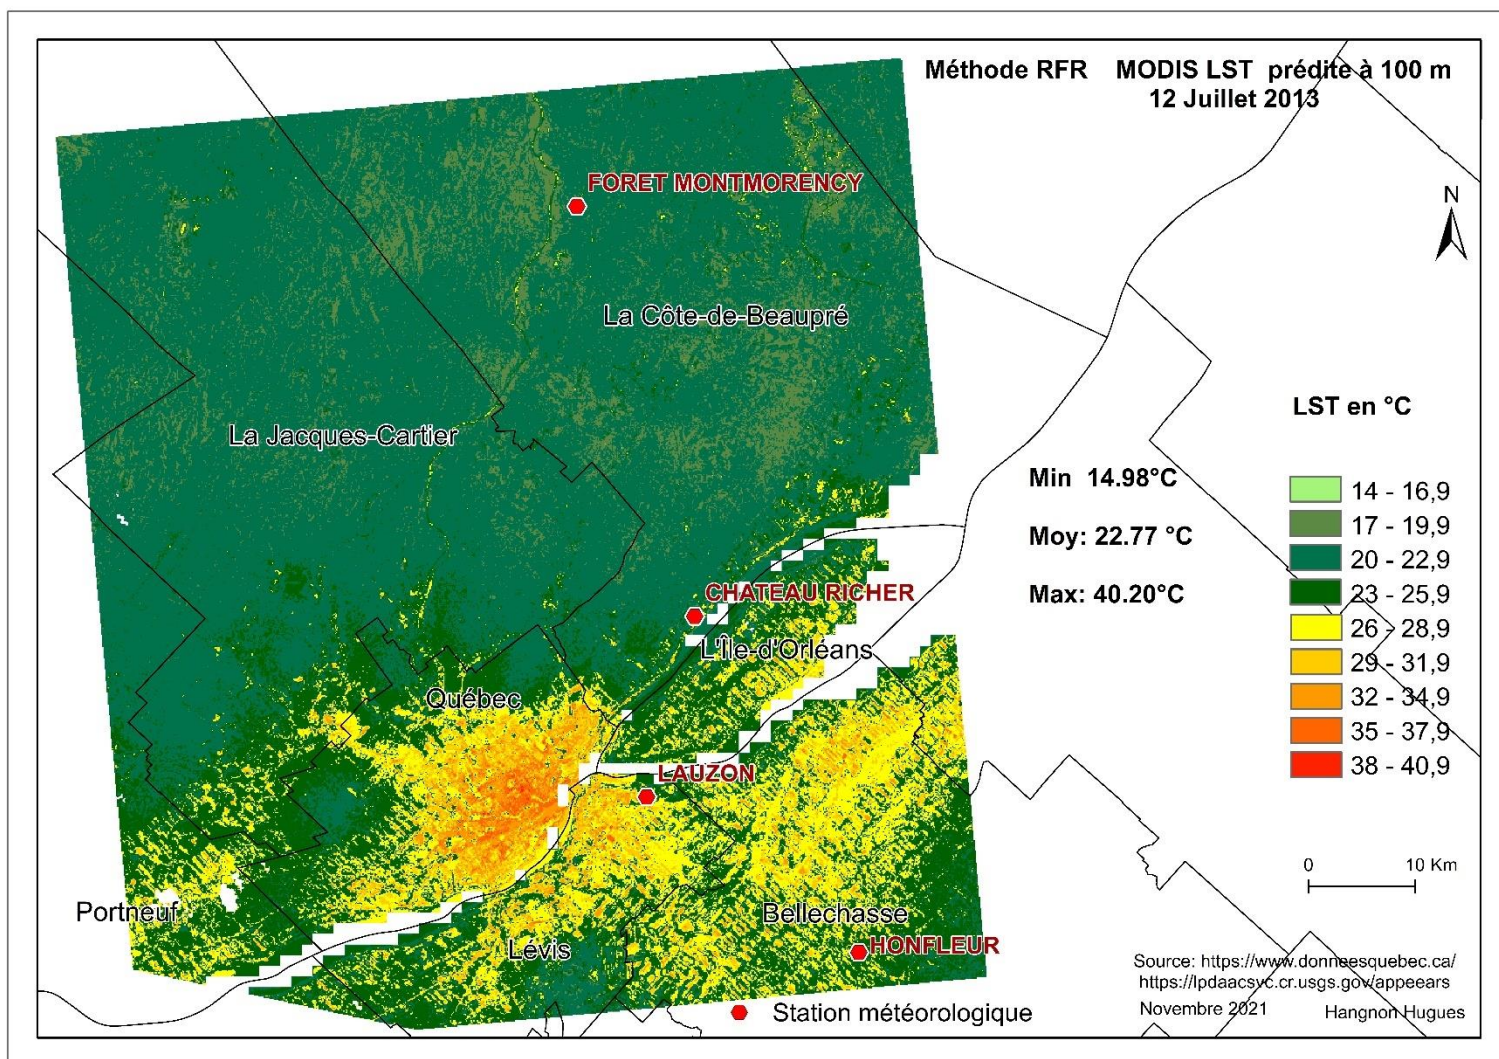 Méthode RFR MODIS LST prédite à 100 m
12 Juillet 2013
FORET MONTMORENCY
N
La Côte-de-Beaupré
LST en °C
La Jacques-Cartier
Min 14.98°C
Moy: 22.77 °C
Max: 40.20°C
14 - 16,9
17 - 19,9
20 - 22,9
23 - 25,9
26 - 28,9
29 - 31,9
32 - 34,9
35 - 37,9
38 - 40,9
CHATEAU RICHER
L'Île-d'Orléans
Québec
LAUZON
0 10 Km
Portneuf
Bellechasse
Lévis
HONFLEUR
Source: https://www.donneesquebec.ca/
https://lpdaacsvc.cr.usgs.gov/appeears
Novembre 2021 Hangnon Hugues
Station météorologique